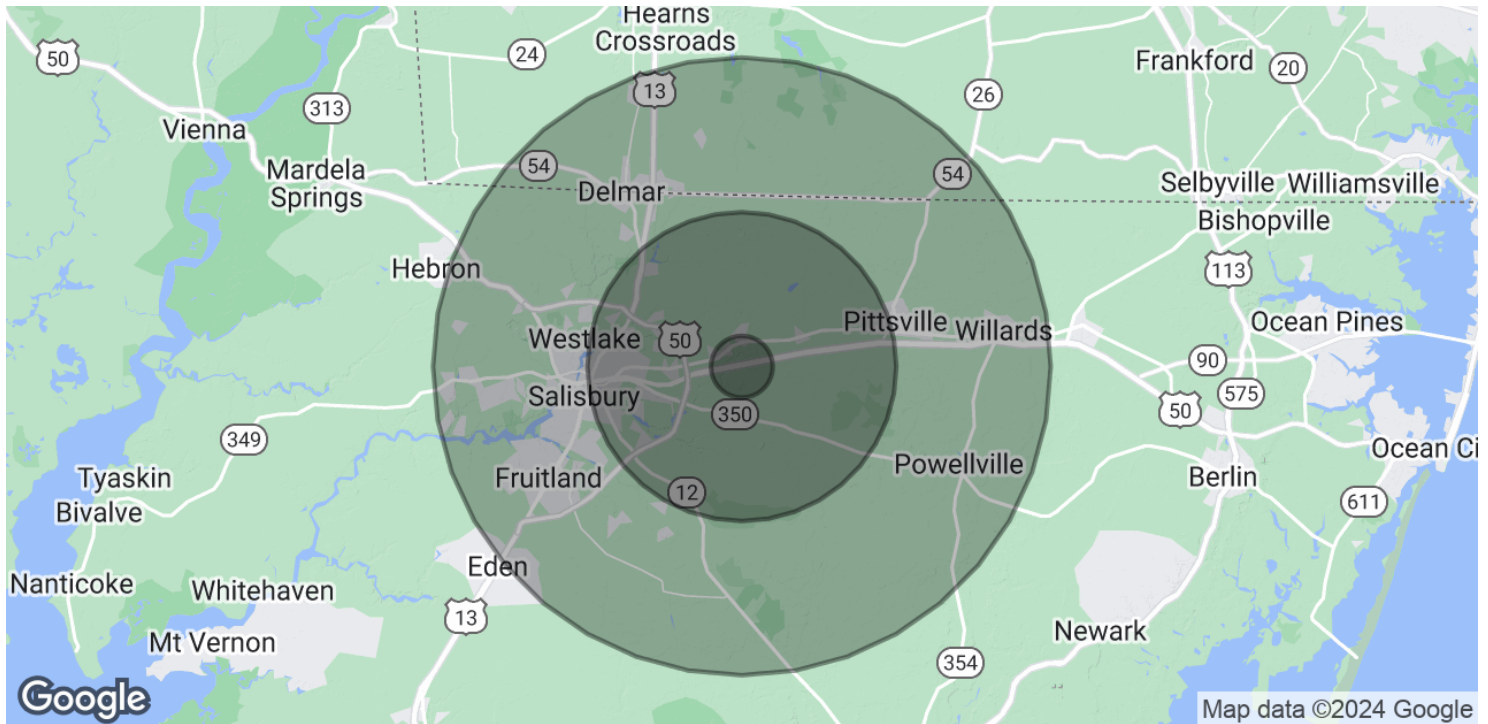 Hearns
Crossroads
50
24
Frankford
20
13
26
313
Vienna
54
54
Mardela
Springs
Delmar
Selbyville
Williamsville
Bishopville
Hebron
113
Pittsville
Willards
Ocean Pines
Westlake
50
90
Salisbury
575
350
50
349
Ocean Ci
Tyaskin
Fruitland
Powellville
Berlin
12
611
Bivalve
Eden
Nanticoke
Whitehaven
13
Mt Vernon
Newark
354
Google
Map data ©2024 Google